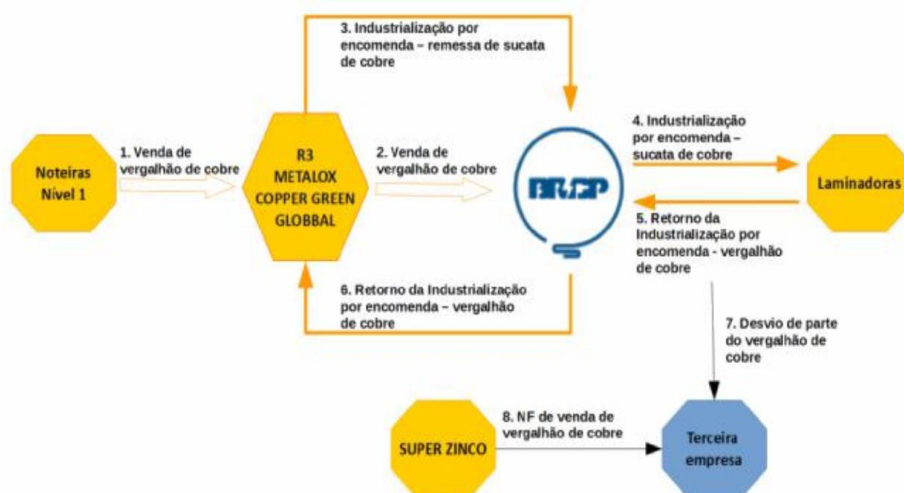 3. Industrialização por
encomenda – remessa de sucata
de cobre
Noteiras
Nível 1
1. Venda de
vergalhão de cobre
R3
METALOX
COPPER GREEN
GLOBBAL
2. Venda de
vergalhão de cobre
4. Industrialização
por encomenda –
sucata de cobre
Laminadoras
5. Retorno da
Industrialização por
encomenda - vergalhão
de cobre
6. Retorno da Industrialização
por encomenda – vergalhão
de cobre
7. Desvio de parte
do vergalhão de
cobre
SUPER ZINCO
8. NF de venda de
vergalhão de cobre
Terceira
empresa